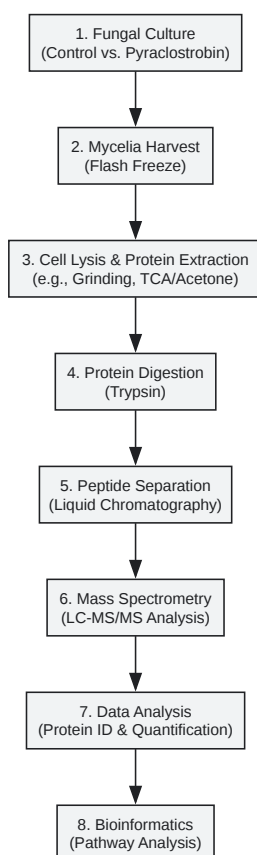 1. Fungal Culture
(Control vs. Pyraclostrobin)
2. Mycelia Harvest
(Flash Freeze)
3. Cell Lysis & Protein Extraction
(e.g., Grinding, TCA/Acetone)
4. Protein Digestion
(Trypsin)
5. Peptide Separation
(Liquid Chromatography)
6. Mass Spectrometry
(LC-MS/MS Analysis)
7. Data Analysis
(Protein ID & Quantification)
8. Bioinformatics
(Pathway Analysis)